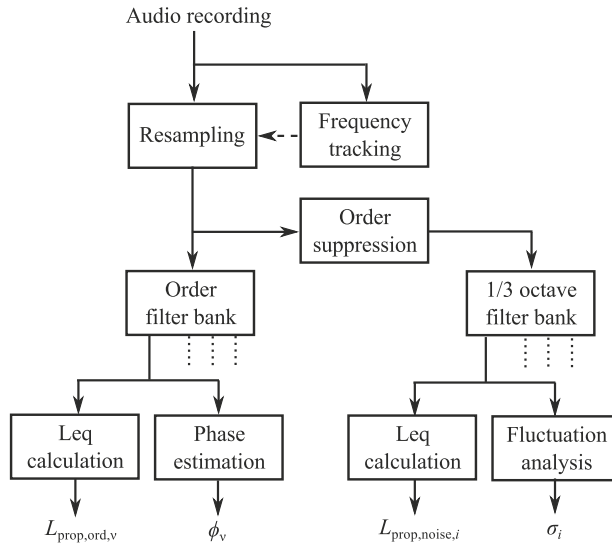 Audio recording
Resampling
Frequency
tracking
Order
suppression
Order
filter bank
1/3 octave
filter bank
Leq
calculation
Phase
estimation
Leq
calculation
Fluctuation
analysis
L_prop,ord,ν
ϕ_ν
L_prop,noise,i
σ_i